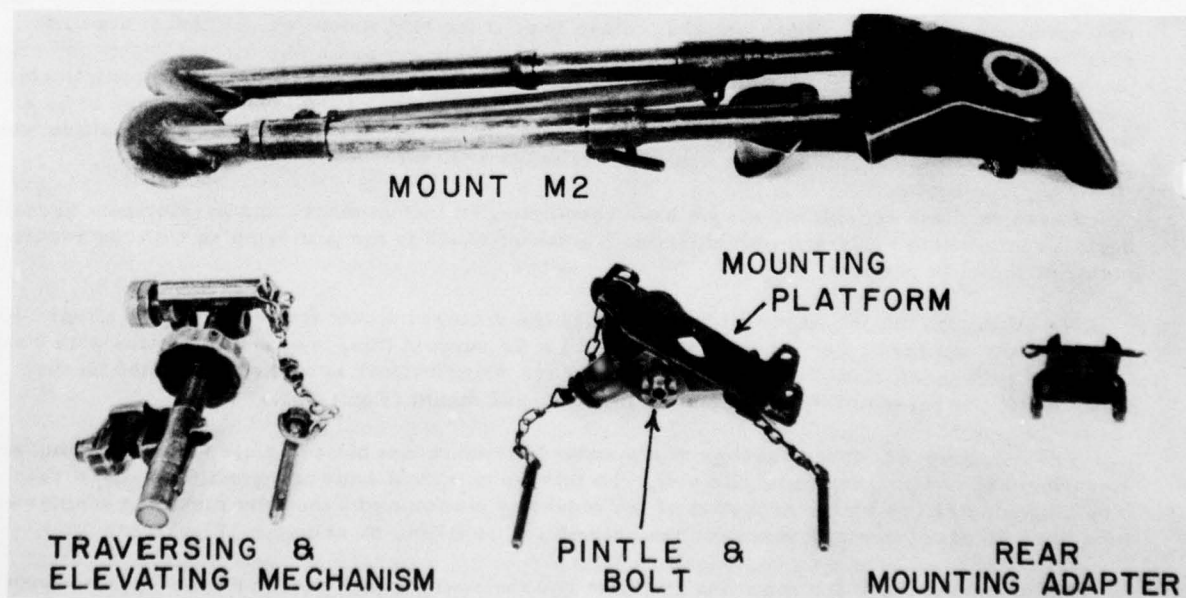 MOUNT M2
MOUNTING
PLATFORM
TRAVERSING &
ELEVATING MECHANISM
PINTLE &
BOLT
REAR
MOUNTING ADAPTER